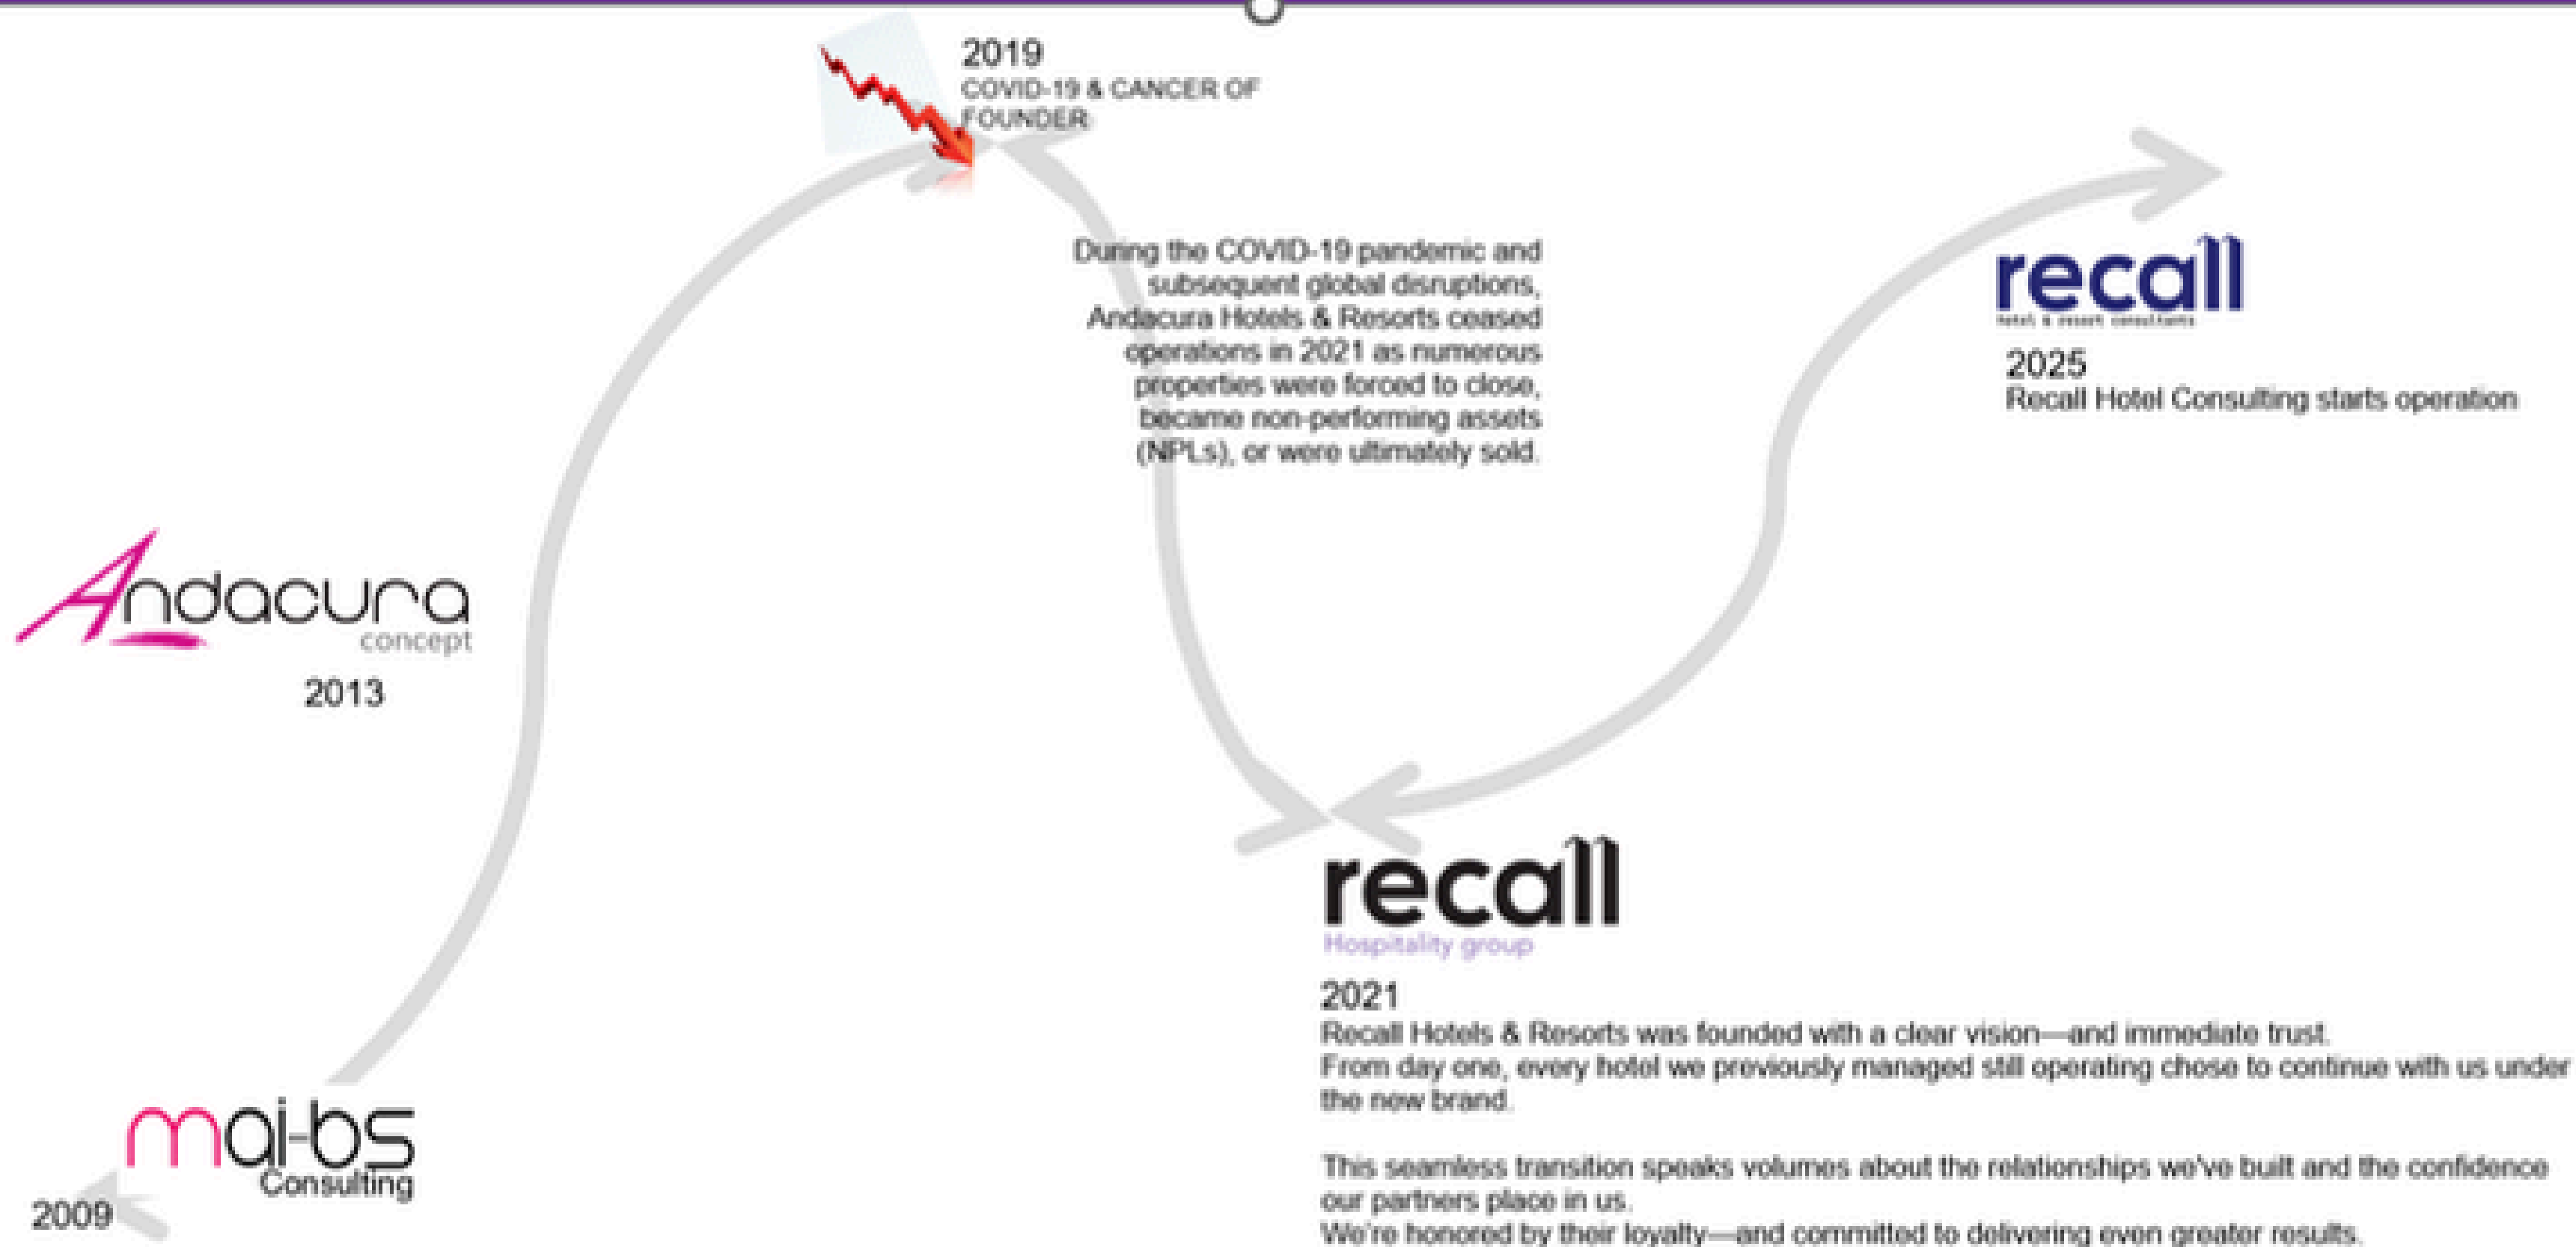 2019
COVID-19 & CANCER OF
FOUNDER
During the COVID-19 pandemic and
subsequent global disruptions,
Andacura Hotels & Resorts ceased
operations in 2021 as numerous
properties were forced to close,
became non-performing assets
(NPLs), or were ultimately sold.
recall
hotel & resort consultants
2025
Recall Hotel Consulting starts operation
Andacura
concept
2013
recall
Hospitality group
2021
Recall Hotels & Resorts was founded with a clear vision—and immediate trust.
From day one, every hotel we previously managed still operating chose to continue with us under
the new brand.
This seamless transition speaks volumes about the relationships we've built and the confidence
our partners place in us.
We're honored by their loyalty—and committed to delivering even greater results.
mai-bs
Consulting
2009